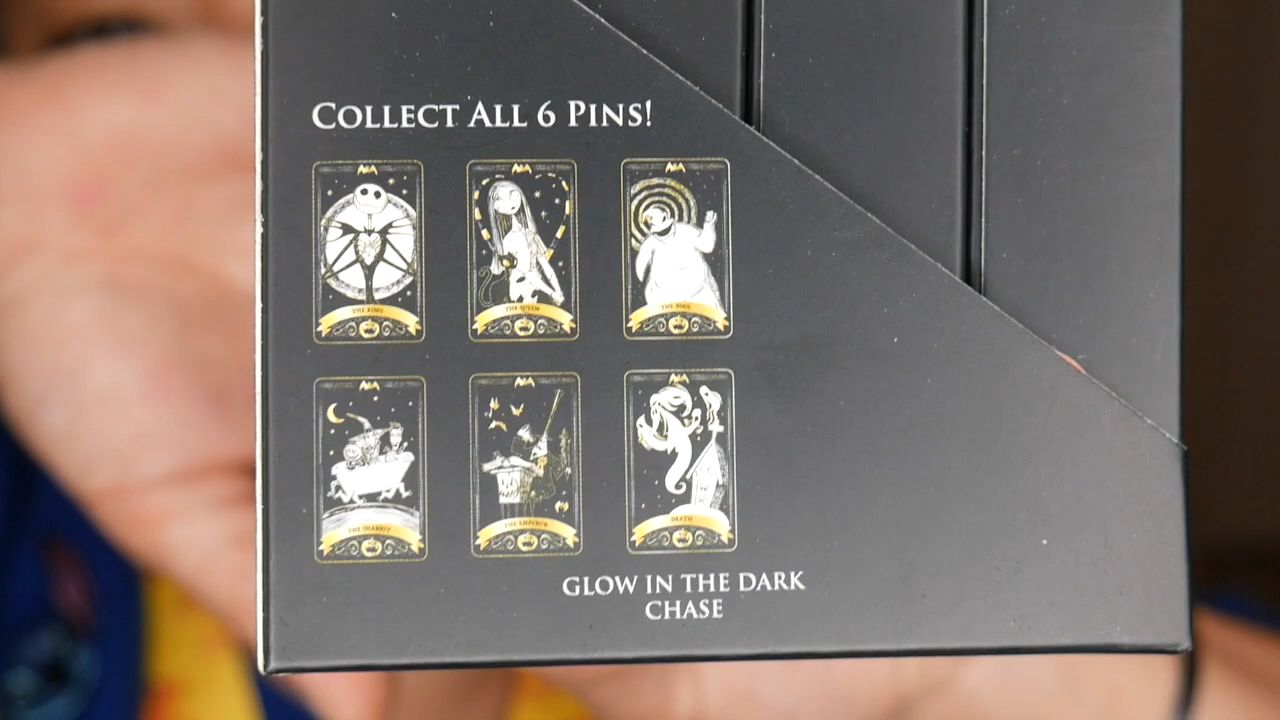 COLLECT ALL 6 PINS!
THE KING
THE QUEEN
THE FOOL
THE CHARIOT
THE EMPEROR
DEATH
GLOW IN THE DARK
CHASE